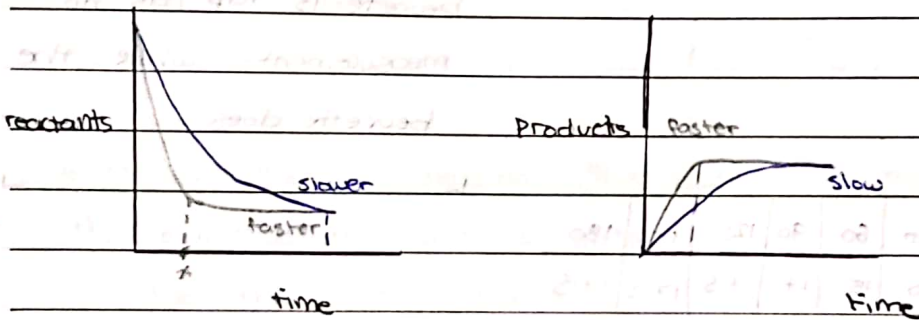 reactants
slower
faster
time
Products
faster
slow
time